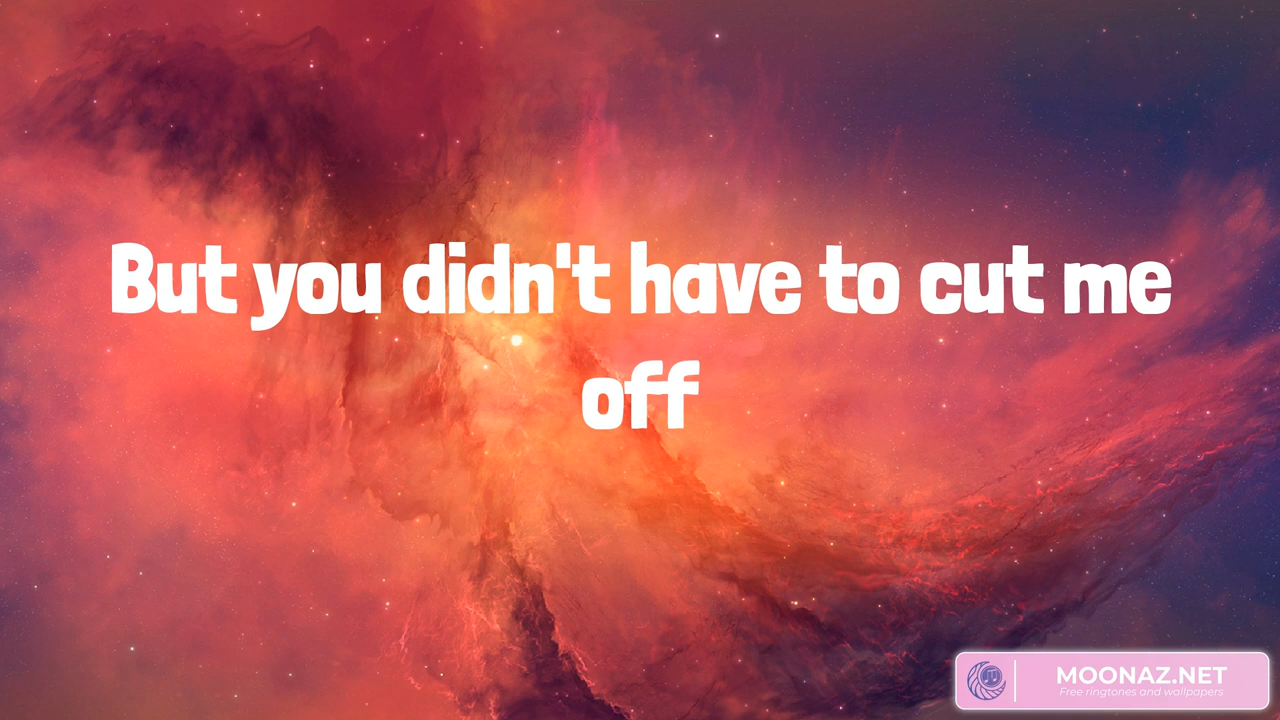 But you didn't have to cut me
off
MOONAZ.NET
Free ringtones and wallpapers